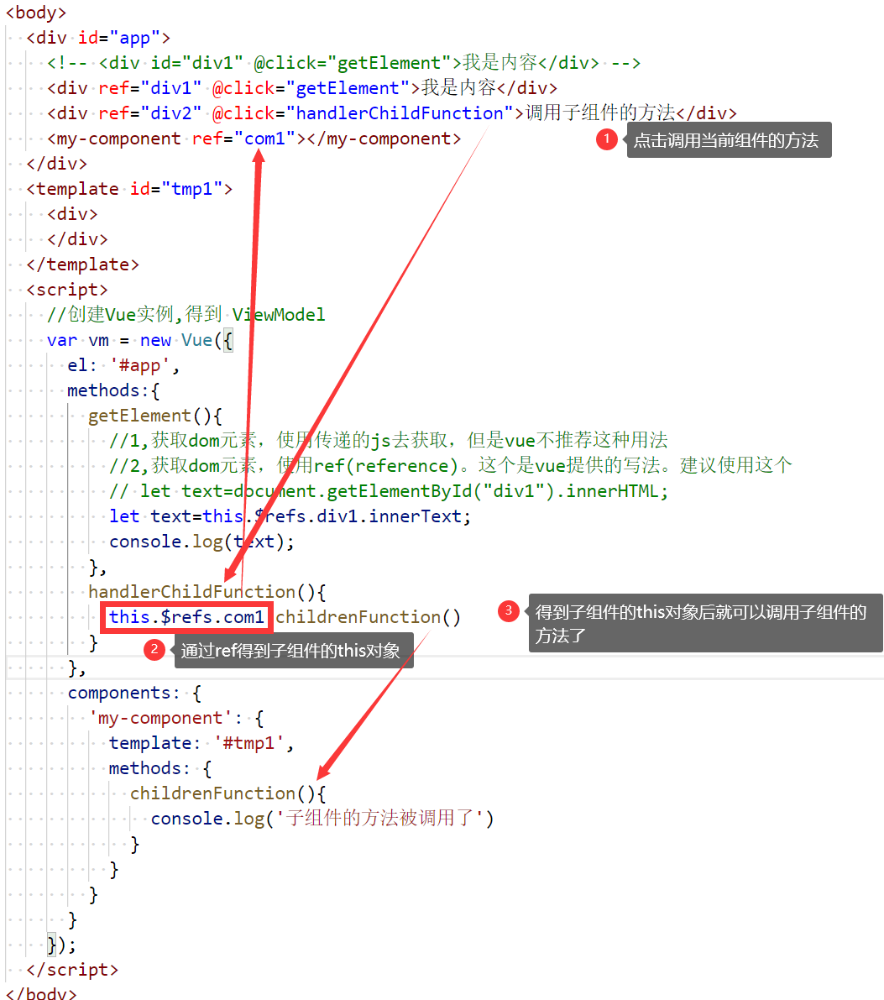 <body>
<div id="app">
<!-- <div id="div1" @click="getElement">我是内容</div> -->
<div ref="div1" @click="getElement">我是内容</div>
<div ref="div2" @click="handlerChildFunction">调用子组件的方法</div>
<my-component ref="com1"></my-component>
1 点击调用当前组件的方法
</div>
<template id="tmp1">
<div>
</div>
</template>
<script>
//创建Vue实例,得到 ViewModel
var vm = new Vue({
el: '#app',
methods:{
getElement(){
//1,获取dom元素，使用传递的js去获取，但是vue不推荐这种用法
//2,获取dom元素，使用ref(reference)。这个是vue提供的写法。建议使用这个
// let text=document.getElementById("div1").innerHTML;
let text=this.$refs.div1.innerText;
console.log(text);
},
handlerChildFunction(){
this.$refs.com1.childrenFunction()
3 得到子组件的this对象后就可以调用子组件的
方法了
}
2 通过ref得到子组件的this对象
},
components: {
'my-component': {
template: '#tmp1',
methods: {
childrenFunction(){
console.log('子组件的方法被调用了')
}
}
}
}
});
</script>
</body>